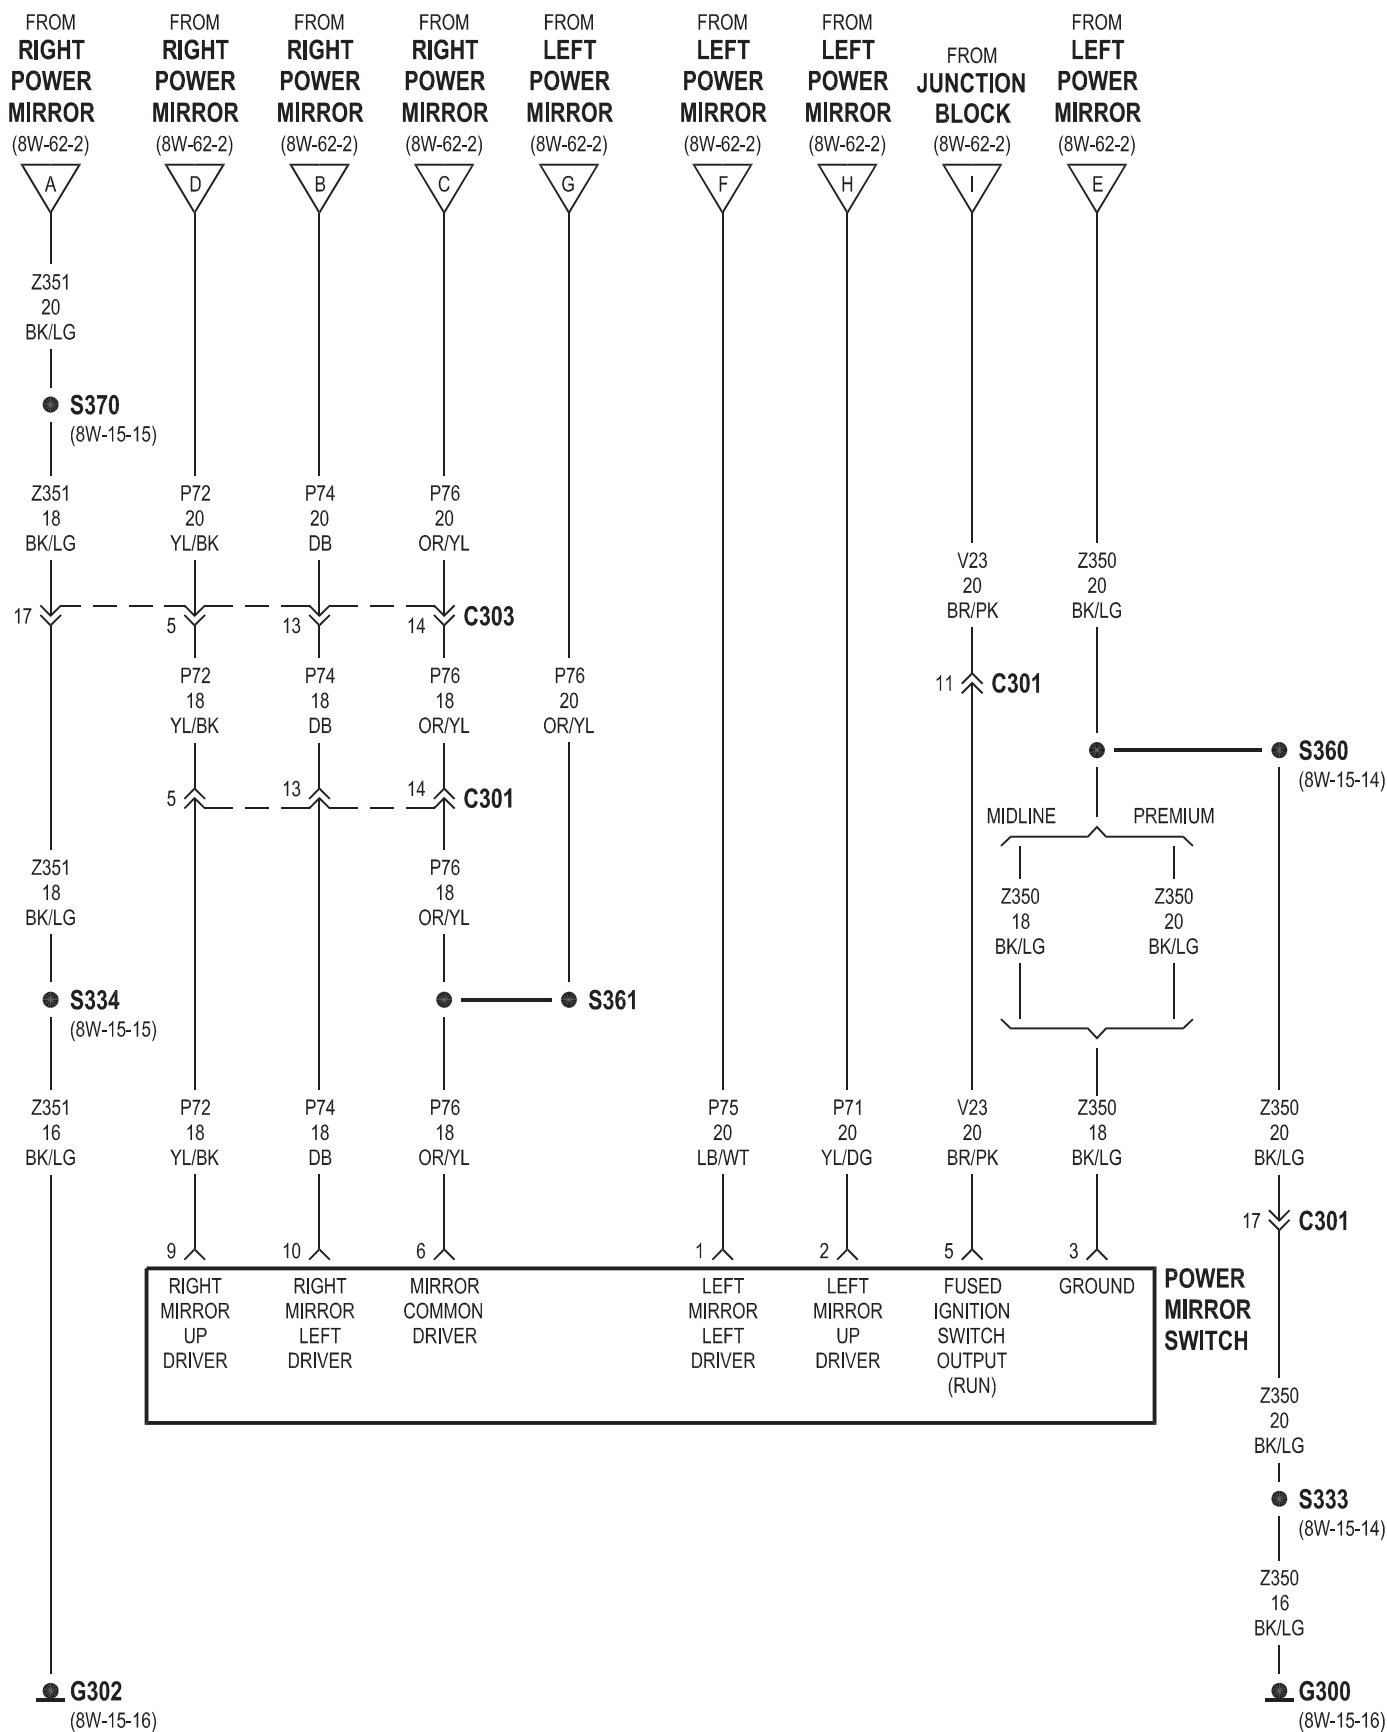 FROM
RIGHT
POWER
MIRROR
(8W-62-2)
A
FROM
RIGHT
POWER
MIRROR
(8W-62-2)
D
FROM
RIGHT
POWER
MIRROR
(8W-62-2)
B
FROM
RIGHT
POWER
MIRROR
(8W-62-2)
C
FROM
LEFT
POWER
MIRROR
(8W-62-2)
G
FROM
LEFT
POWER
MIRROR
(8W-62-2)
F
FROM
LEFT
POWER
MIRROR
(8W-62-2)
H
FROM
JUNCTION
BLOCK
(8W-62-2)
I
FROM
LEFT
POWER
MIRROR
(8W-62-2)
E
Z351
20
BK/LG
S370
(8W-15-15)
Z351
18
BK/LG
P72
20
YL/BK
P74
20
DB
P76
20
OR/YL
V23
20
BR/PK
Z350
20
BK/LG
17
5
13
14
C303
P72
18
YL/BK
P74
18
DB
P76
18
OR/YL
P76
20
OR/YL
11
C301
S360
(8W-15-14)
5
13
14
C301
MIDLINE
PREMIUM
Z351
18
BK/LG
P76
18
OR/YL
Z350
18
BK/LG
Z350
20
BK/LG
S334
(8W-15-15)
S361
Z351
16
BK/LG
P72
18
YL/BK
P74
18
DB
P76
18
OR/YL
P75
20
LB/WT
P71
20
YL/DG
V23
20
BR/PK
Z350
18
BK/LG
Z350
20
BK/LG
17
C301
9
10
6
1
2
5
3
RIGHT
MIRROR
UP
DRIVER
RIGHT
MIRROR
LEFT
DRIVER
MIRROR
COMMON
DRIVER
LEFT
MIRROR
LEFT
DRIVER
LEFT
MIRROR
UP
DRIVER
FUSED
IGNITION
SWITCH
OUTPUT
(RUN)
GROUND
POWER
MIRROR
SWITCH
Z350
20
BK/LG
S333
(8W-15-14)
Z350
16
BK/LG
G302
(8W-15-16)
G300
(8W-15-16)